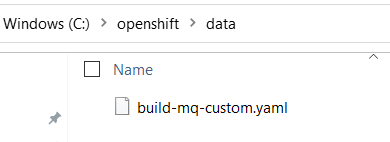 Windows (C:) > openshift > data
Name
build-mq-custom.yaml